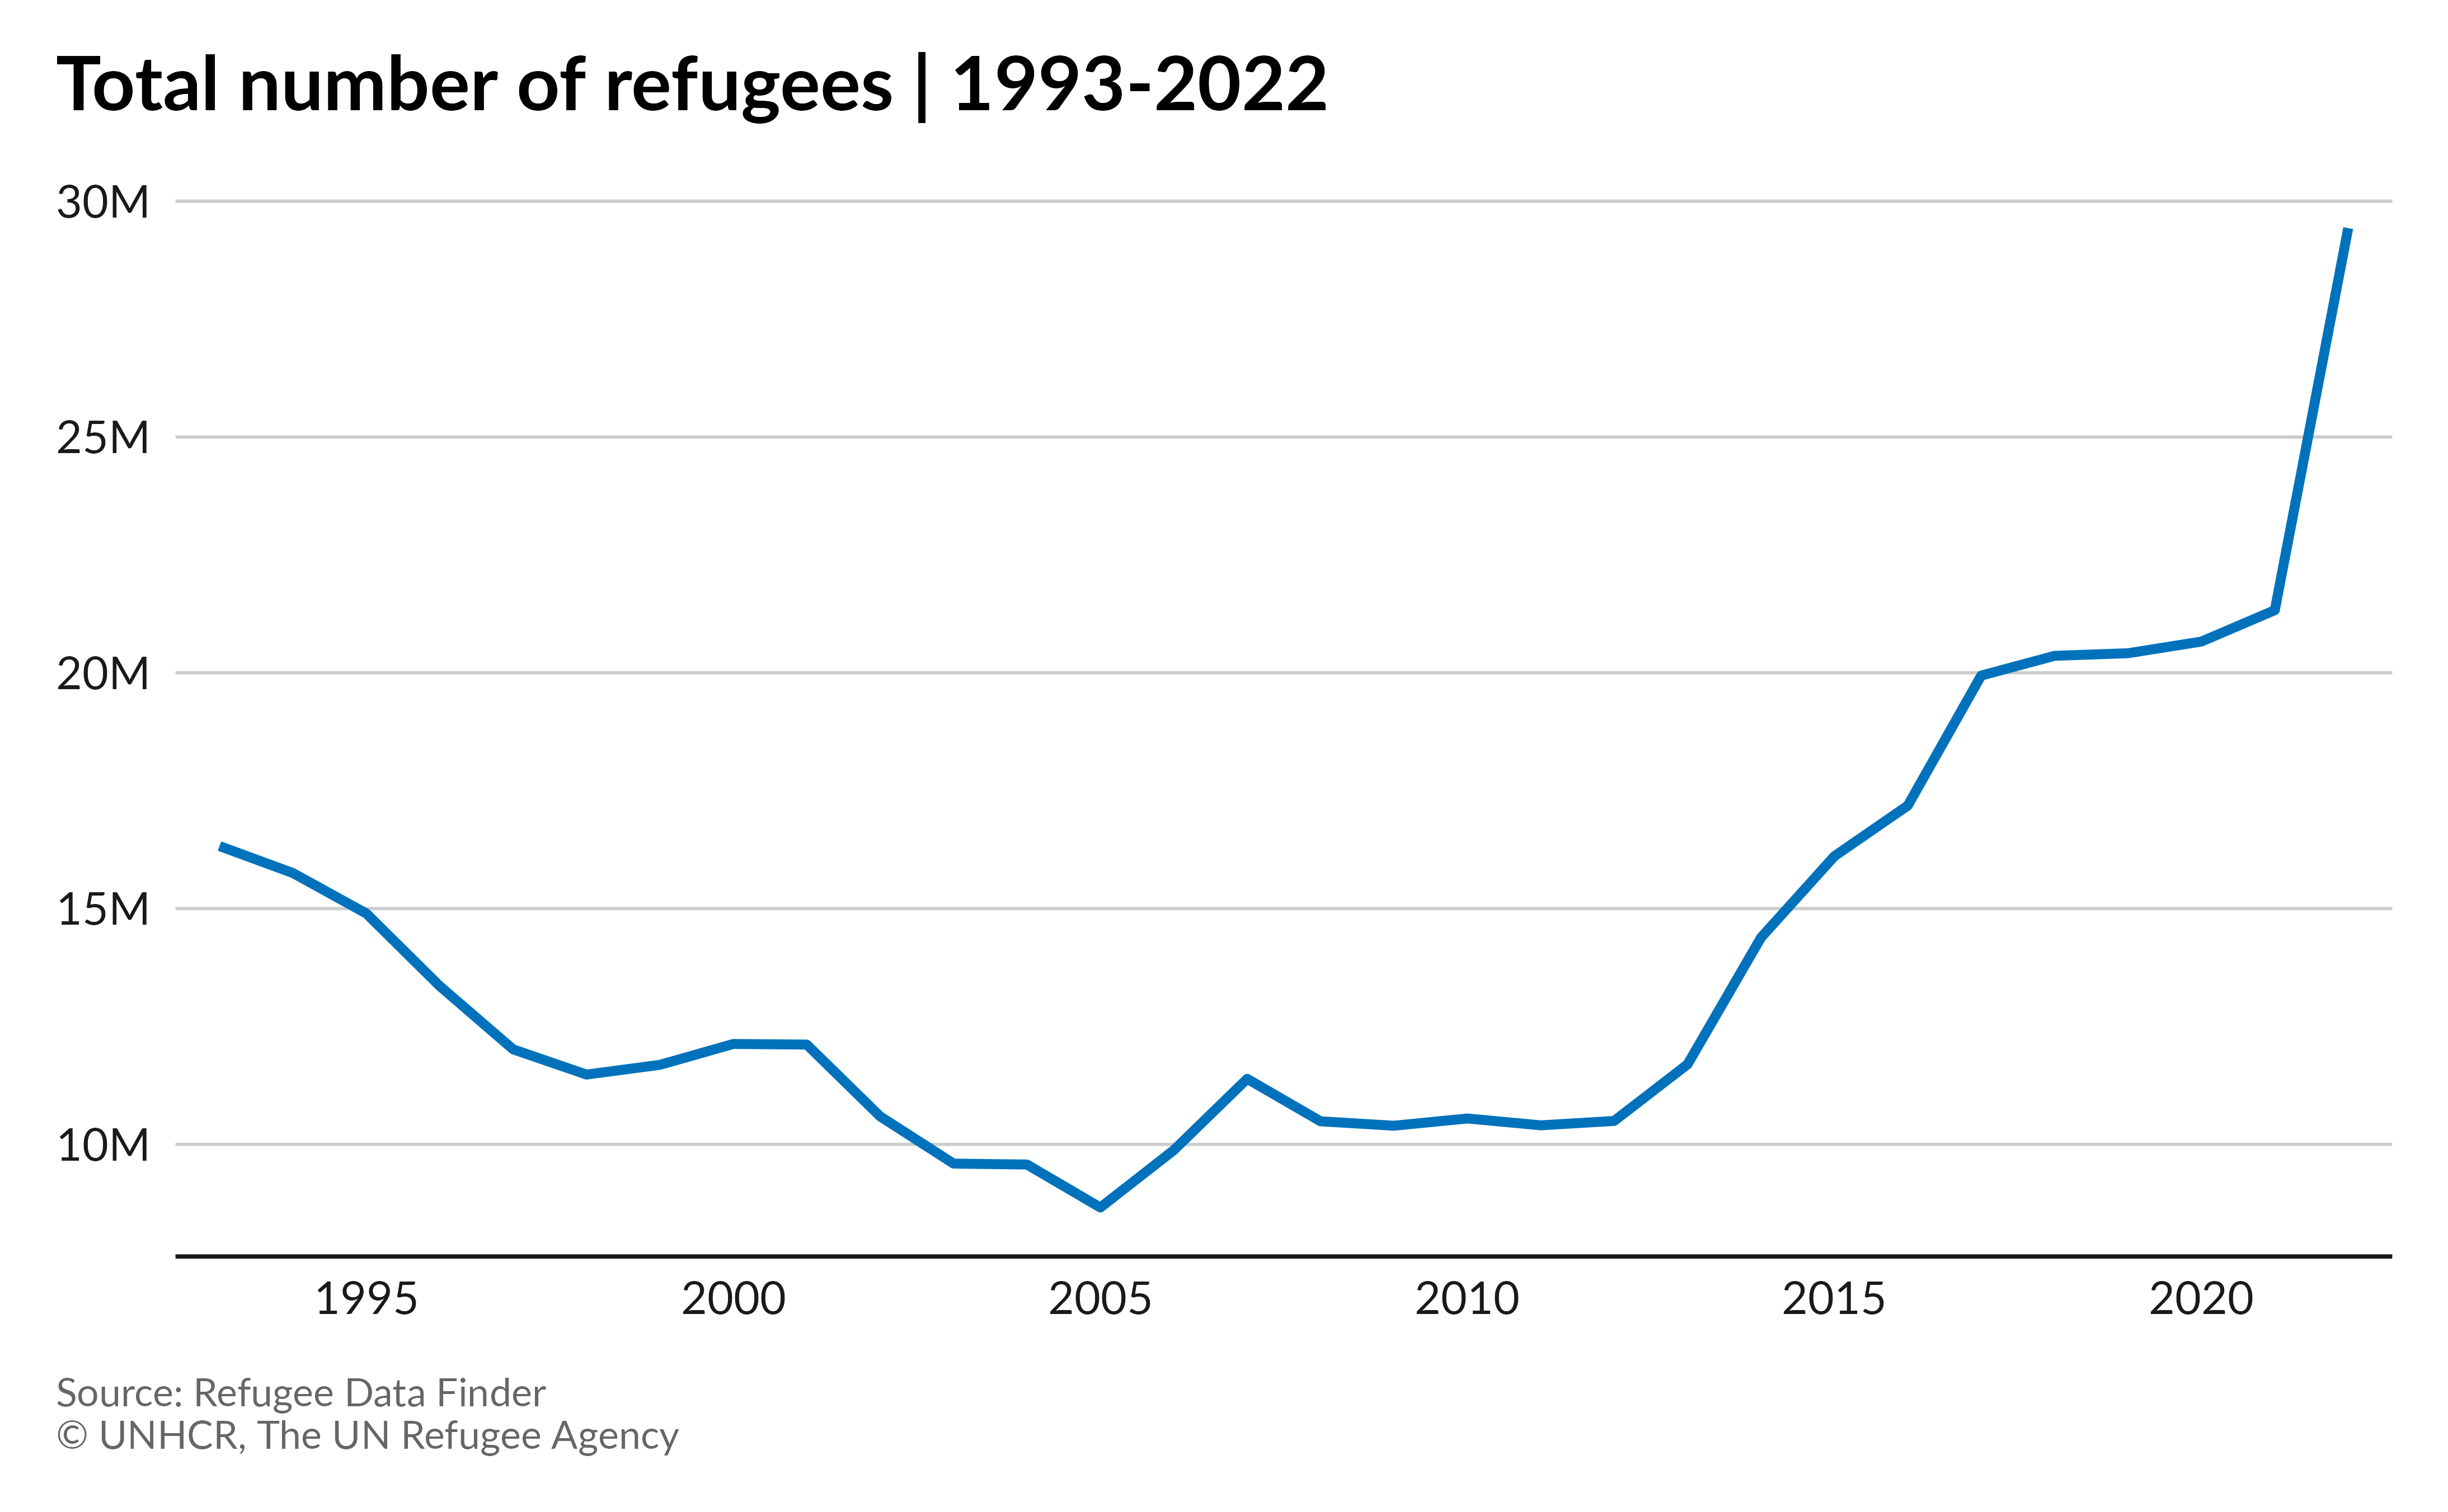 Total number of refugees | 1993-2022
30M
25M
20M
15M
10M
1995 2000 2005 2010 2015 2020
Source: Refugee Data Finder
© UNHCR, The UN Refugee Agency